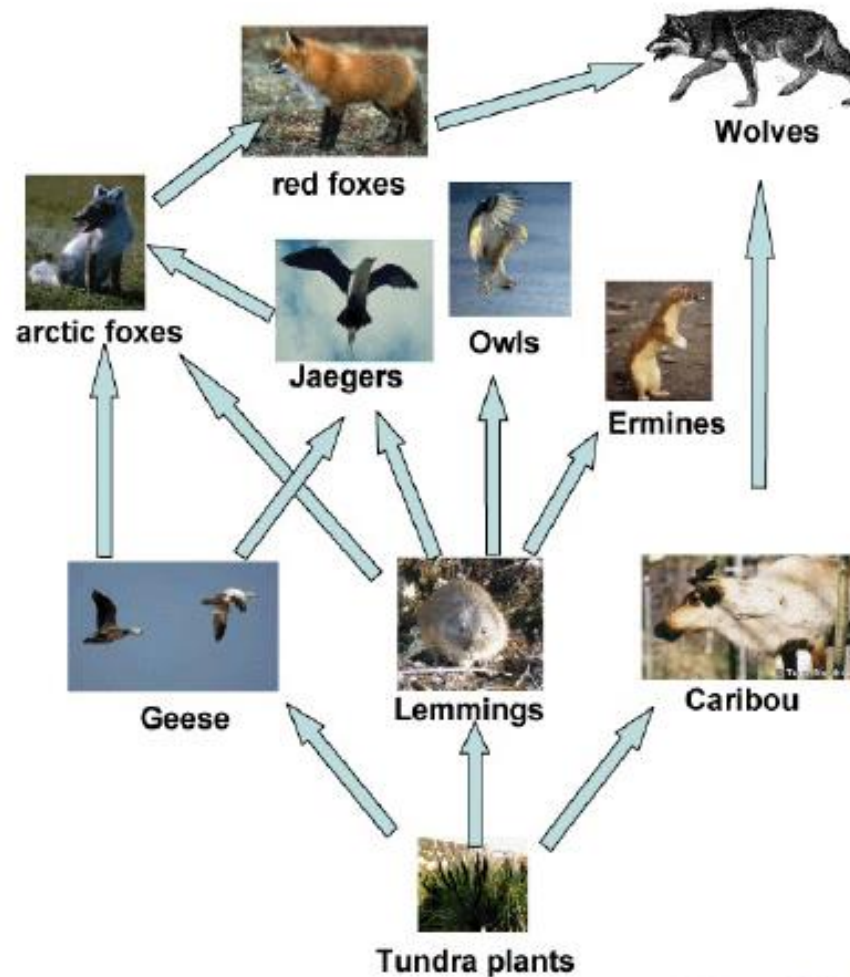 Wolves
red foxes
arctic foxes
Jaegers
Owls
Ermines
Geese
Lemmings
Caribou
Tundra plants